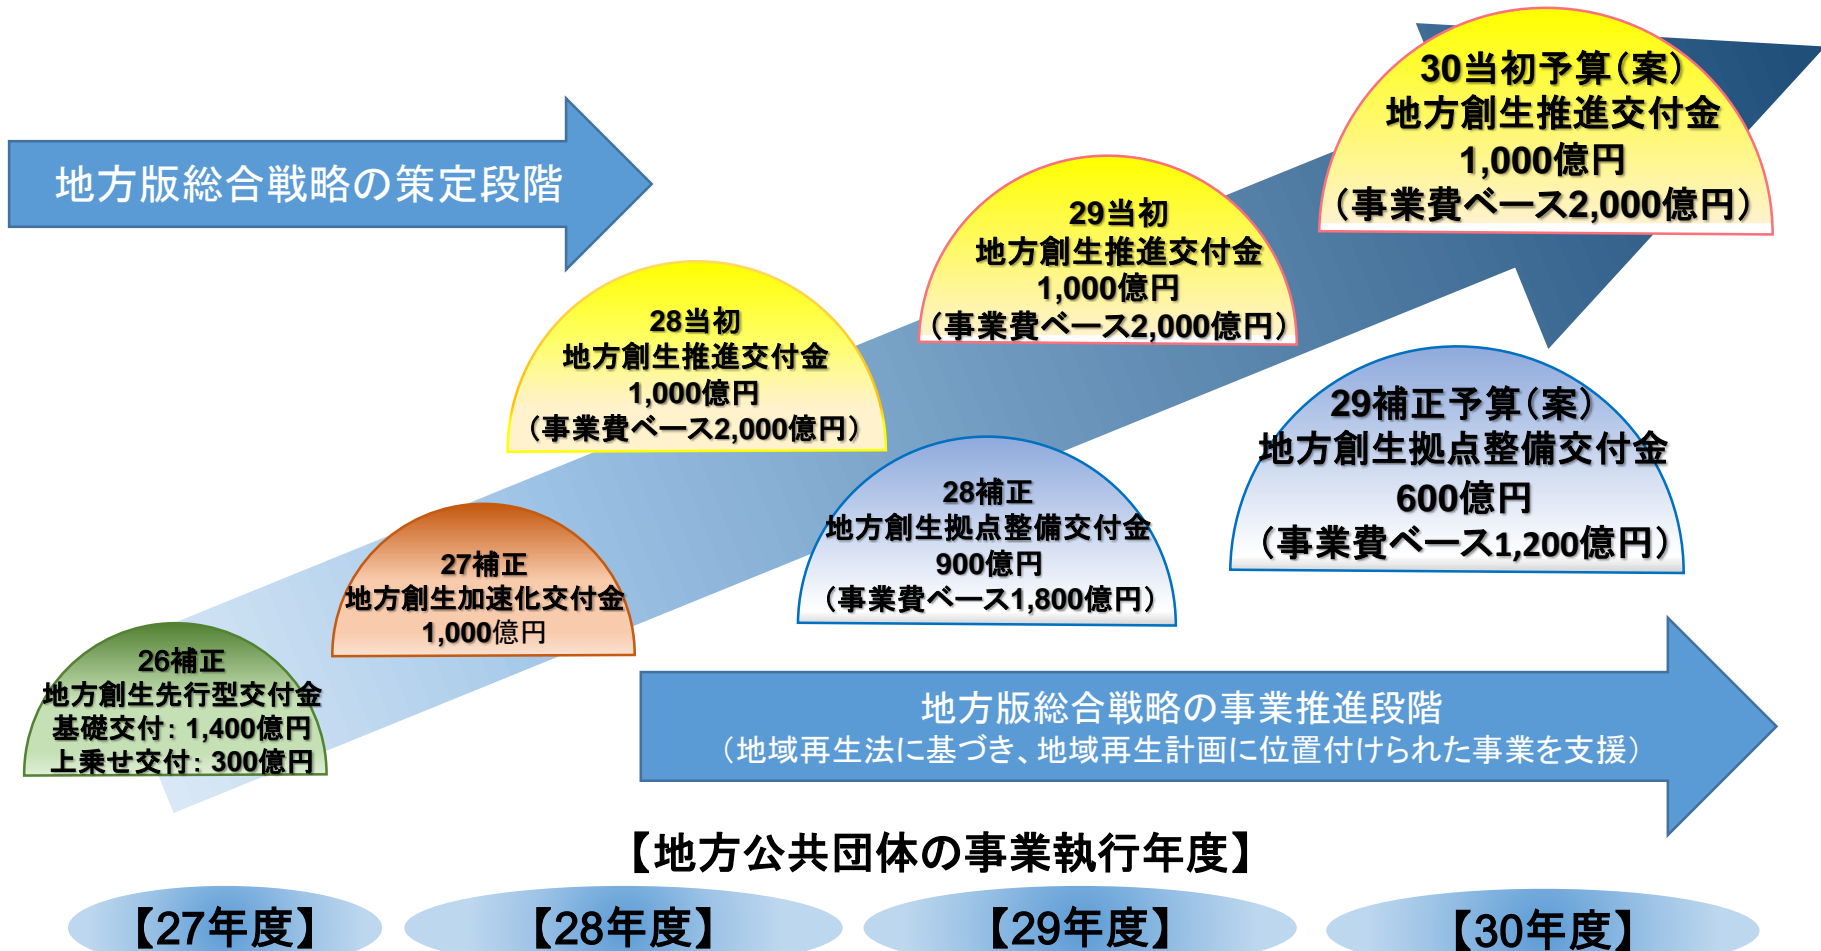 地方版総合戦略の策定段階
30当初予算（案）
地方創生推進交付金
1,000億円
（事業費ベース2,000億円）
29当初
地方創生推進交付金
1,000億円
（事業費ベース2,000億円）
28当初
地方創生推進交付金
1,000億円
（事業費ベース2,000億円）
29補正予算（案）
地方創生拠点整備交付金
600億円
（事業費ベース1,200億円）
28補正
地方創生拠点整備交付金
900億円
（事業費ベース1,800億円）
27補正
地方創生加速化交付金
1,000億円
26補正
地方創生先行型交付金
基礎交付：1,400億円
上乗せ交付：300億円
地方版総合戦略の事業推進段階
（地域再生法に基づき、地域再生計画に位置付けられた事業を支援）
【地方公共団体の事業執行年度】
【27年度】
【28年度】
【29年度】
【30年度】